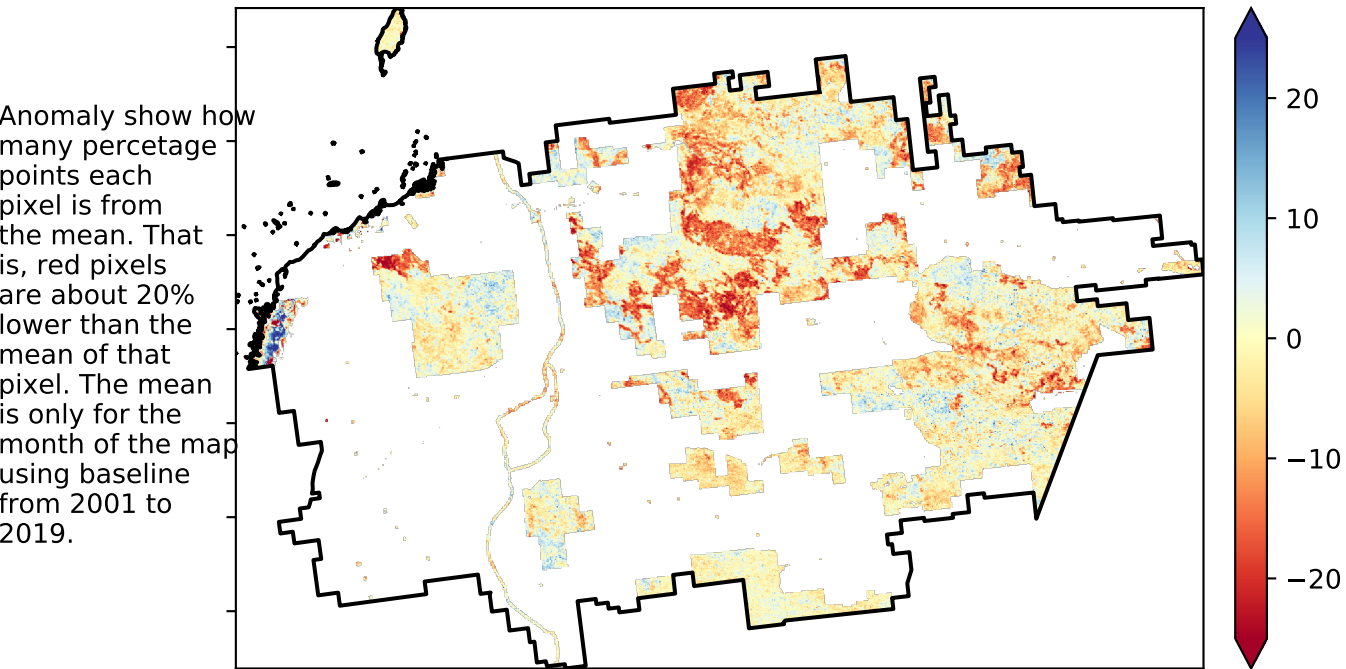 Anomaly show how
many percetage
points each
pixel is from
the mean. That
is, red pixels
are about 20%
lower than the
mean of that
pixel. The mean
is only for the
month of the map
using baseline
from 2001 to
2019.
20
10
0
−10
−20